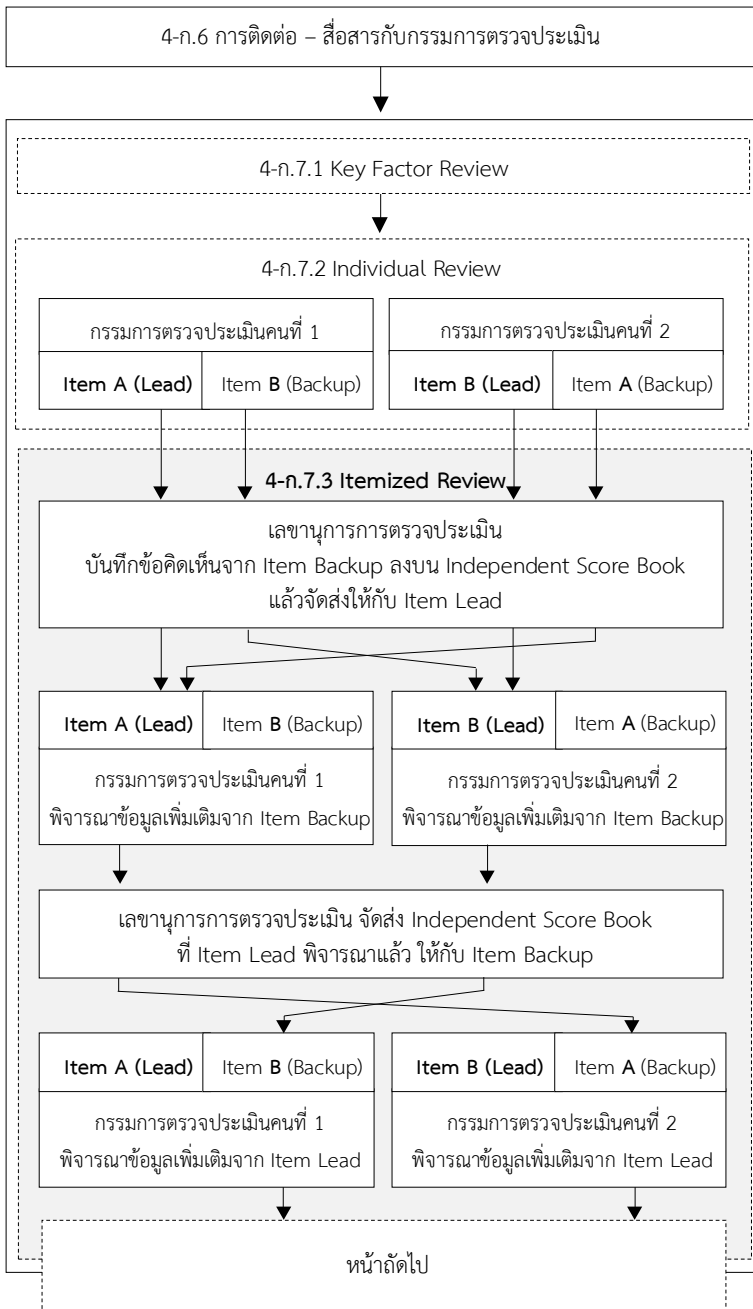 4-ก.6 การติดต่อ – สื่อสารกับกรรมการตรวจประเมิน
4-ก.7.1 Key Factor Review
4-ก.7.2 Individual Review
กรรมการตรวจประเมินคนที่ 1
กรรมการตรวจประเมินคนที่ 2
Item A (Lead)
Item B (Backup)
Item B (Lead)
Item A (Backup)
4-ก.7.3 Itemized Review
เลขานุการการตรวจประเมิน
บันทึกข้อคิดเห็นจาก Item Backup ลงบน Independent Score Book
แล้วจัดส่งให้กับ Item Lead
Item A (Lead)
Item B (Backup)
Item B (Lead)
Item A (Backup)
กรรมการตรวจประเมินคนที่ 1
พิจารณาข้อมูลเพิ่มเติมจาก Item Backup
กรรมการตรวจประเมินคนที่ 2
พิจารณาข้อมูลเพิ่มเติมจาก Item Backup
เลขานุการการตรวจประเมิน จัดส่ง Independent Score Book
ที่ Item Lead พิจารณาแล้ว ให้กับ Item Backup
Item A (Lead)
Item B (Backup)
Item B (Lead)
Item A (Backup)
กรรมการตรวจประเมินคนที่ 1
พิจารณาข้อมูลเพิ่มเติมจาก Item Lead
กรรมการตรวจประเมินคนที่ 2
พิจารณาข้อมูลเพิ่มเติมจาก Item Lead
หน้าถัดไป